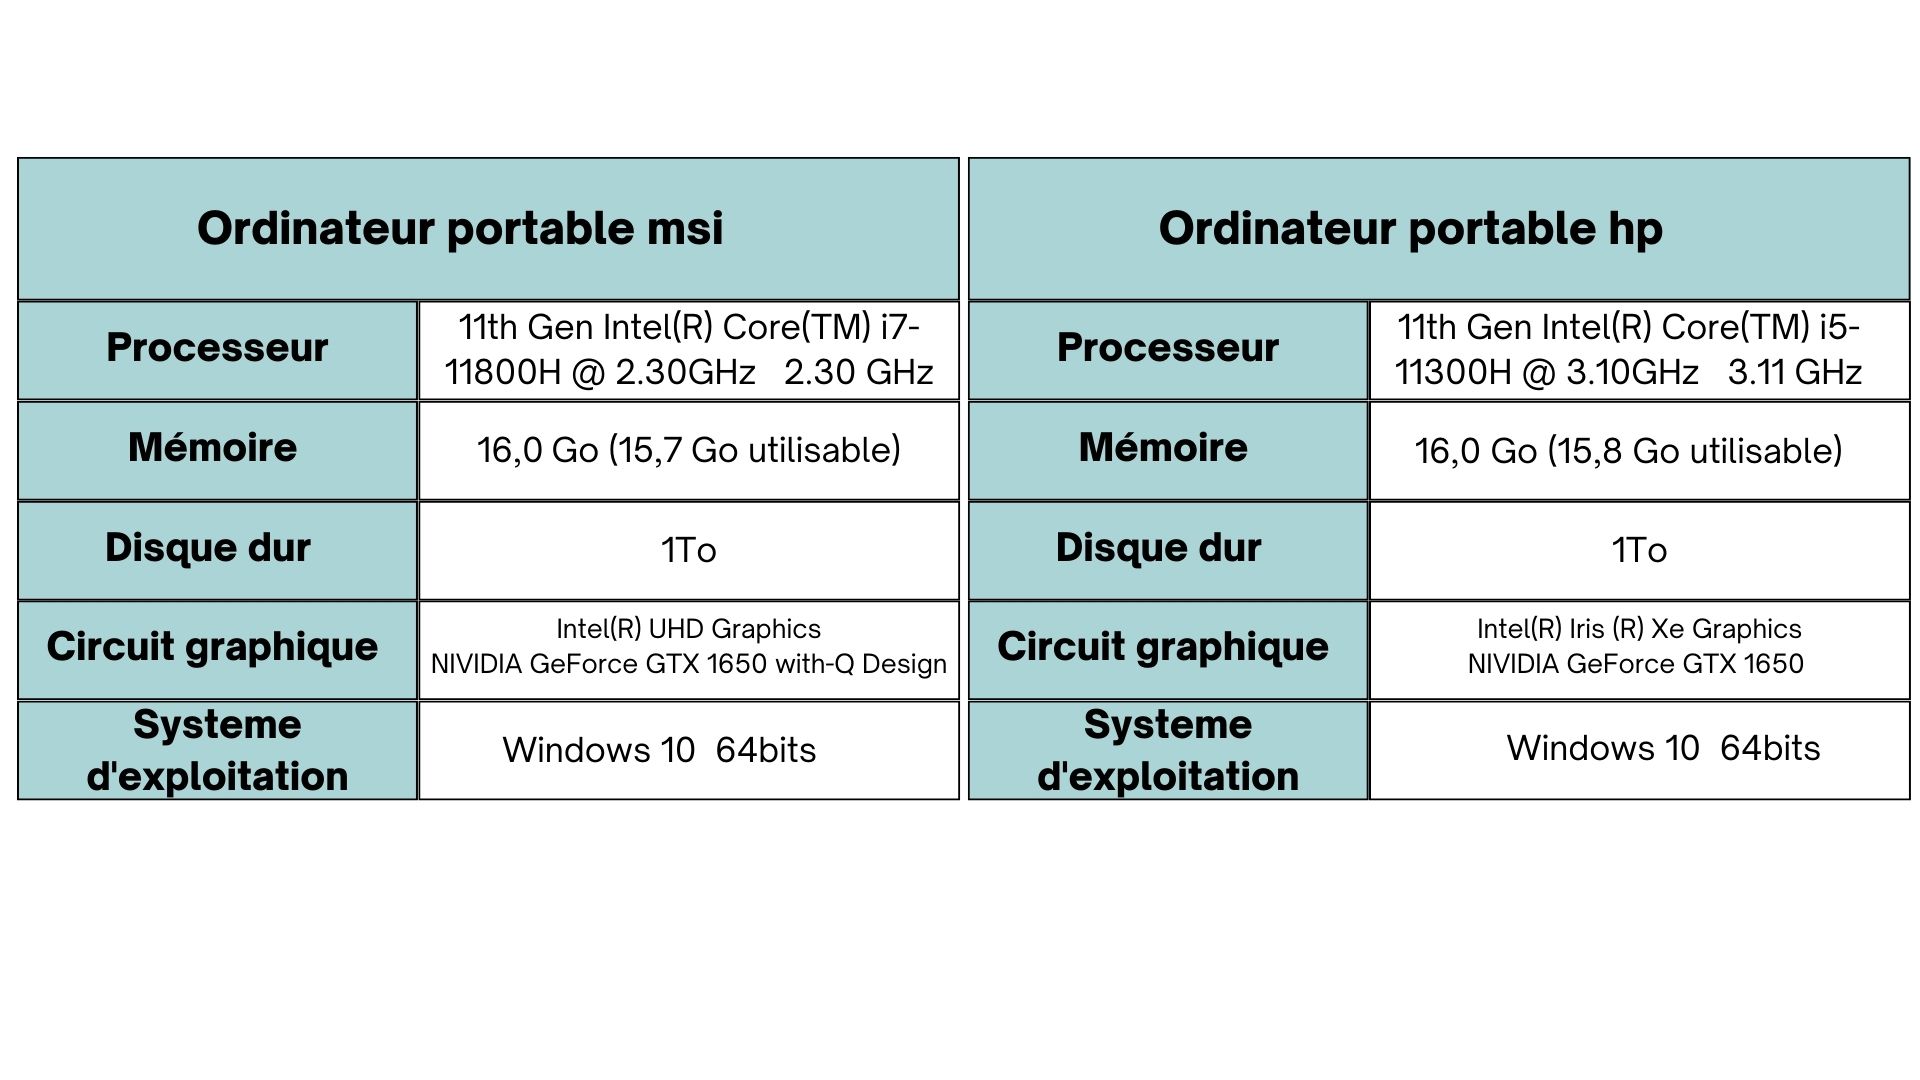 Ordinateur portable msi
Processeur
11th Gen Intel(R) Core(TM) i7-
11800H @ 2.30GHz 2.30 GHz
Mémoire
16,0 Go (15,7 Go utilisable)
Disque dur
1To
Circuit graphique
Intel(R) UHD Graphics
NIVIDIA GeForce GTX 1650 with-Q Design
Systeme
d'exploitation
Windows 10 64bits
Ordinateur portable hp
Processeur
11th Gen Intel(R) Core(TM) i5-
11300H @ 3.10GHz 3.11 GHz
Mémoire
16,0 Go (15,8 Go utilisable)
Disque dur
1To
Circuit graphique
Intel(R) Iris (R) Xe Graphics
NIVIDIA GeForce GTX 1650
Systeme
d'exploitation
Windows 10 64bits